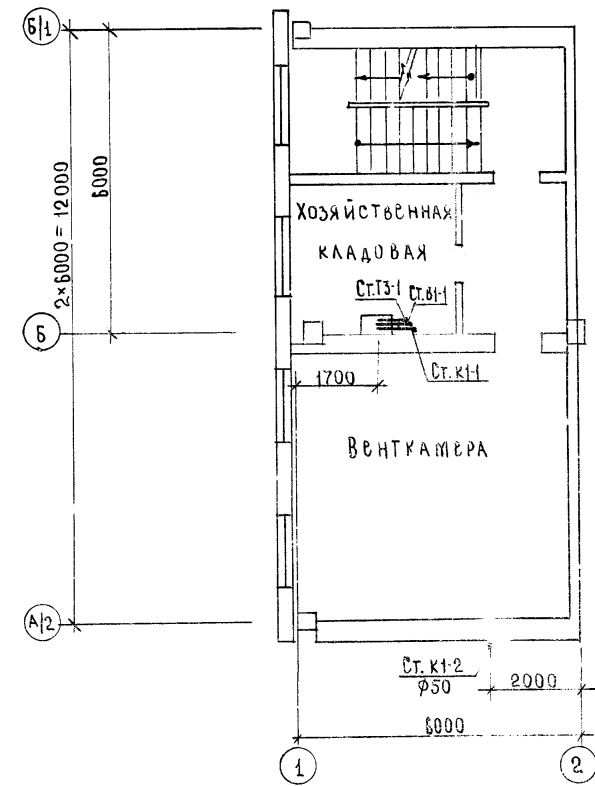 Б/1
6000
2×6000=12000
Хозяйственная
кладовая
Ст.Т3-1
Ст.В1-1
Б
1700
Ст.К1-1
Венткамера
А/2
Ст.К1-2
Ø50
2000
6000
1
2